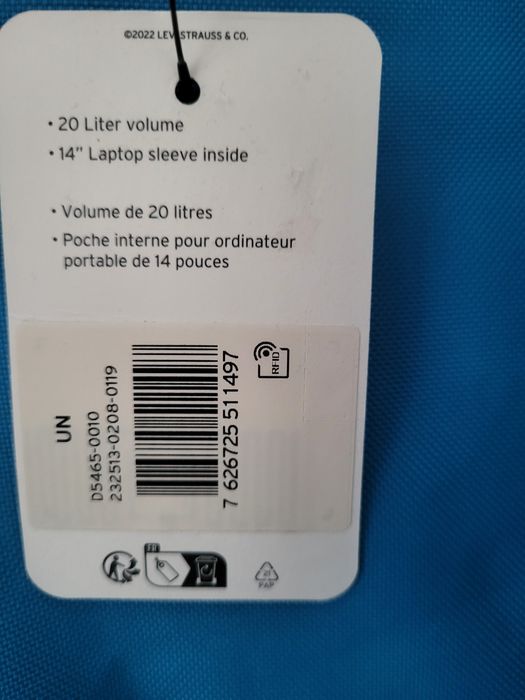 ©2022 LEVI STRAUSS & CO.
• 20 Liter volume
• 14” Laptop sleeve inside
• Volume de 20 litres
• Poche interne pour ordinateur
portable de 14 pouces
UN
D5465-0010
232513-0208-0119
7 626725 511497
RFID
FR
PAP